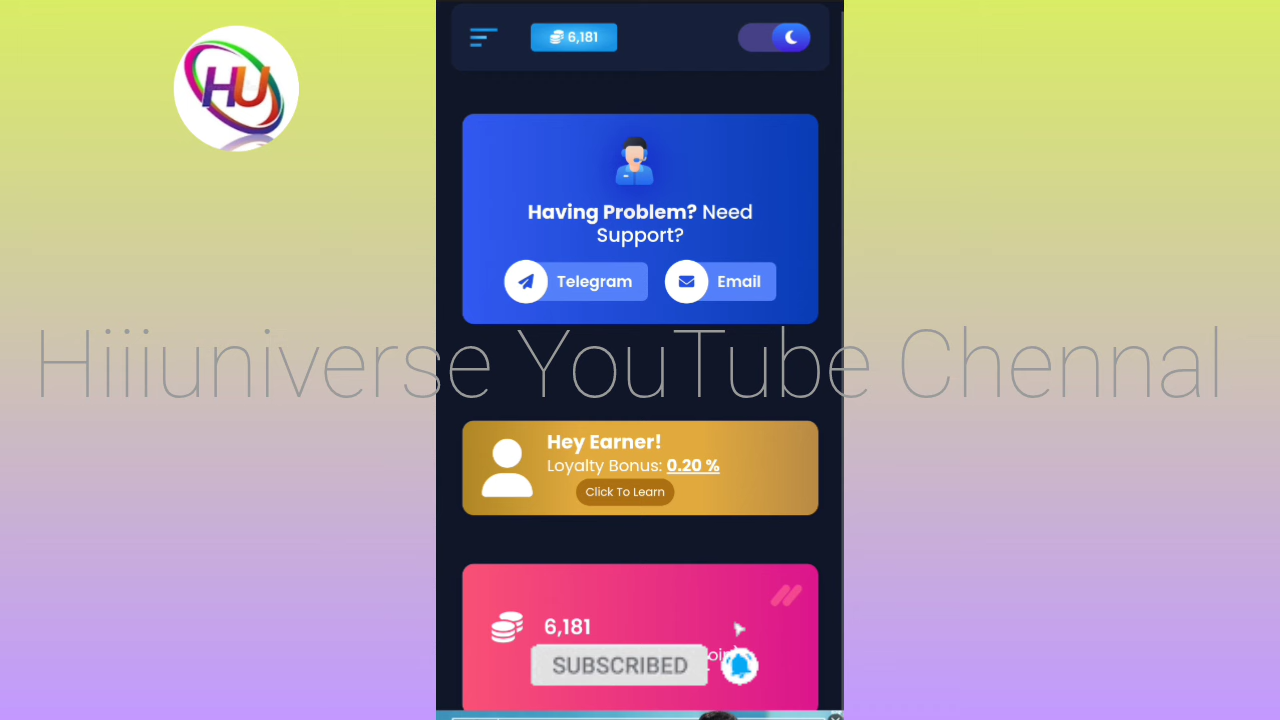 HU
6,181
Having Problem? Need
Support?
Telegram
Email
Hiiiuniverse YouTube Chennal
Hey Earner!
Loyalty Bonus: 0.20 %
Click To Learn
6,181
SUBSCRIBED